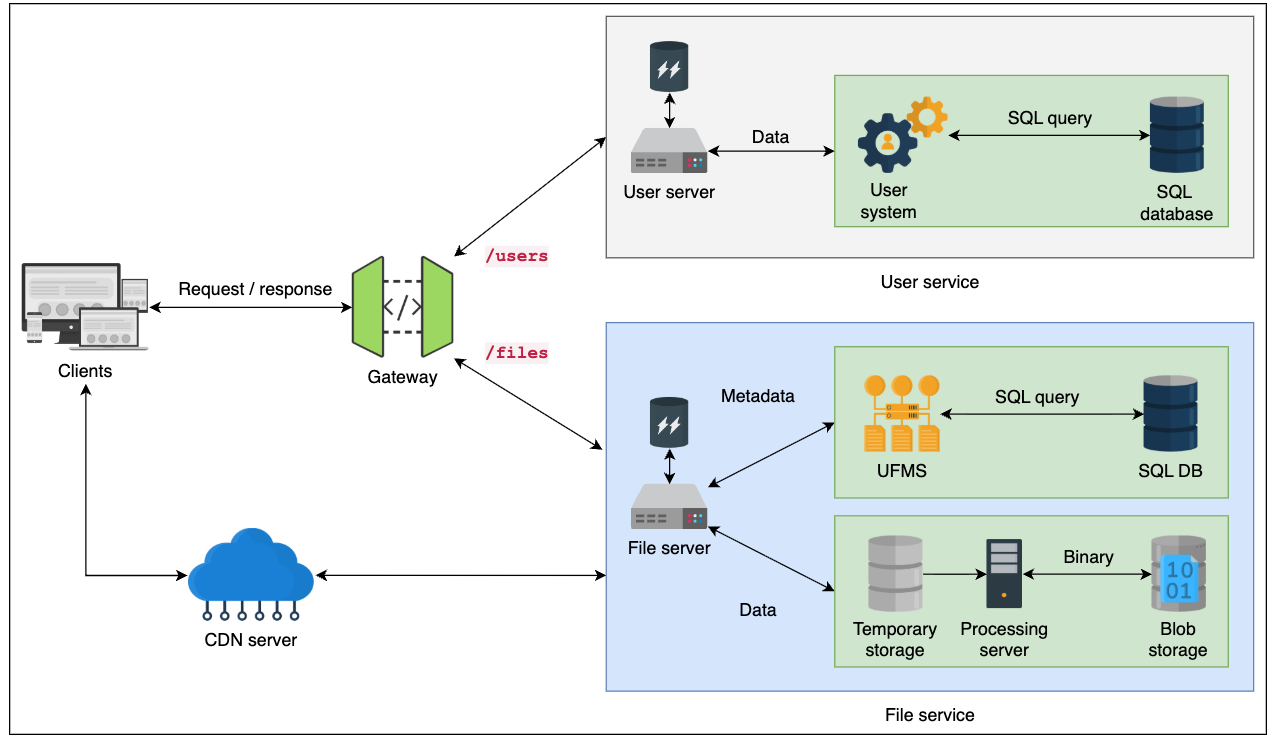 User server
Data
User
system
SQL query
SQL
database
User service
/users
Request / response
Clients
Gateway
/files
Metadata
UFMS
SQL query
SQL DB
File server
Data
Temporary
storage
Processing
server
Binary
10
01
Blob
storage
File service
CDN server